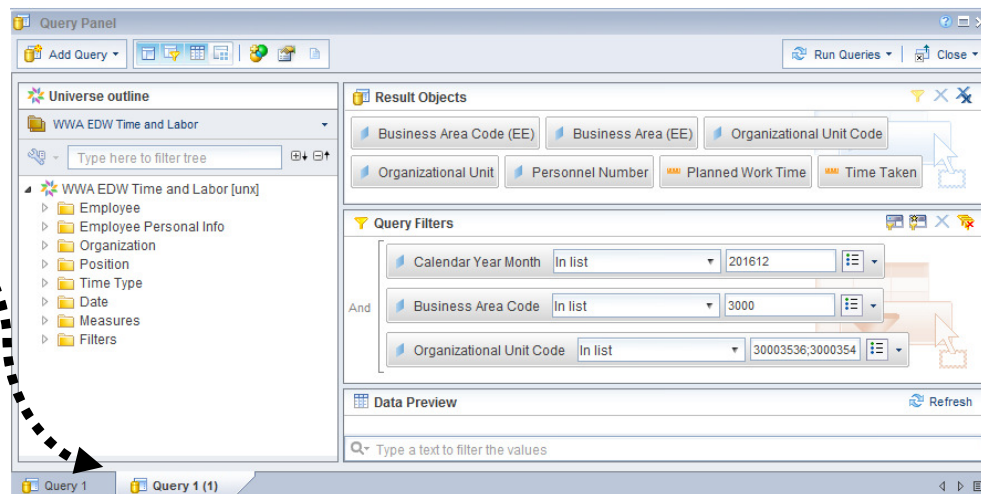 Query Panel
Add Query
Run Queries
Close
Universe outline
WWA EDW Time and Labor
Type here to filter tree
WWA EDW Time and Labor [unx]
Employee
Employee Personal Info
Organization
Position
Time Type
Date
Measures
Filters
Result Objects
Business Area Code (EE) Business Area (EE) Organizational Unit Code
Organizational Unit Personnel Number Planned Work Time Time Taken
Query Filters
And
Calendar Year Month In list 201612
Business Area Code In list 3000
Organizational Unit Code In list 30003536;3000354
Data Preview
Refresh
Type a text to filter the values
Query 1 Query 1 (1)